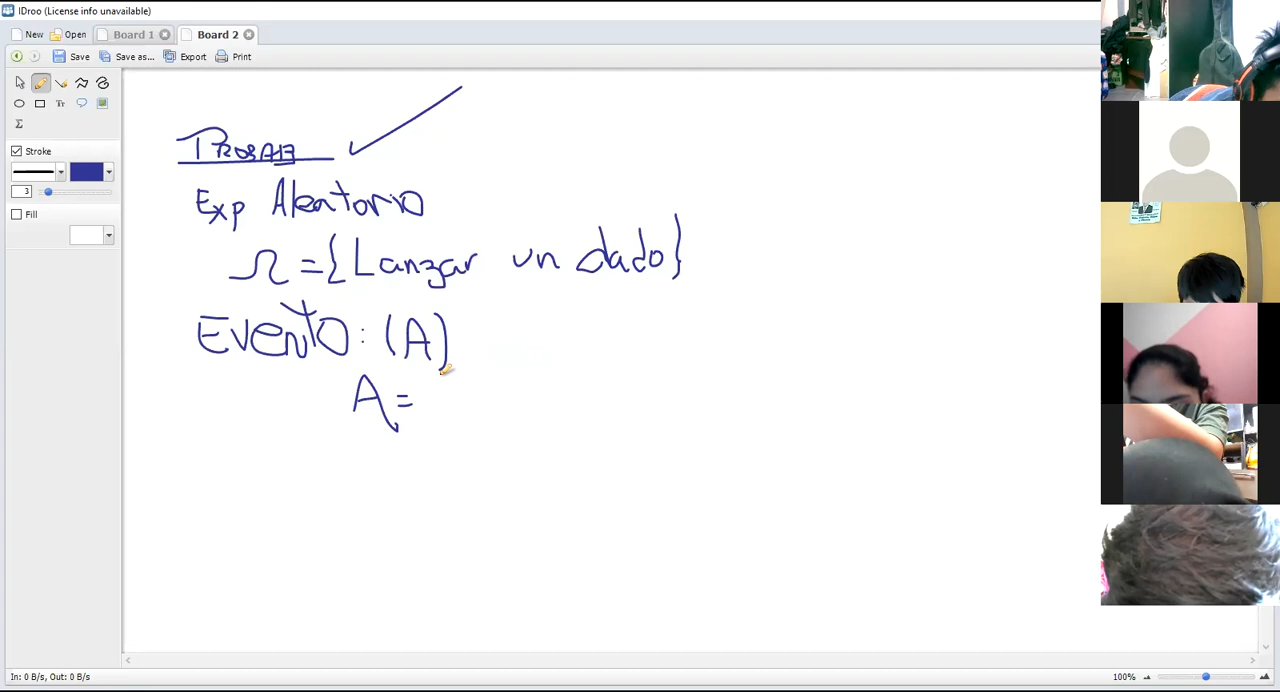 IDroo (License info unavailable)
New Open Board 1 Board 2
Save Save as... Export Print
Tr
Σ
Stroke
3
Fill
PROBAB
Exp Aleatorio
Ω = {Lanzar un dado}
EVENTO : (A)
A =
In: 0 B/s, Out: 0 B/s
100%